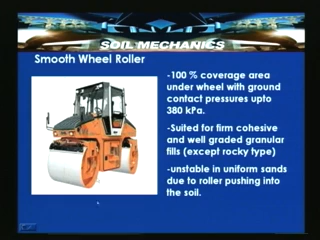 SOIL MECHANICS
Smooth Wheel Roller
-100 % coverage area
under wheel with ground
contact pressures upto
380 kPa.
-Suited for firm cohesive
and well graded granular
fills (except rocky type)
-unstable in uniform sands
due to roller pushing into
the soil.